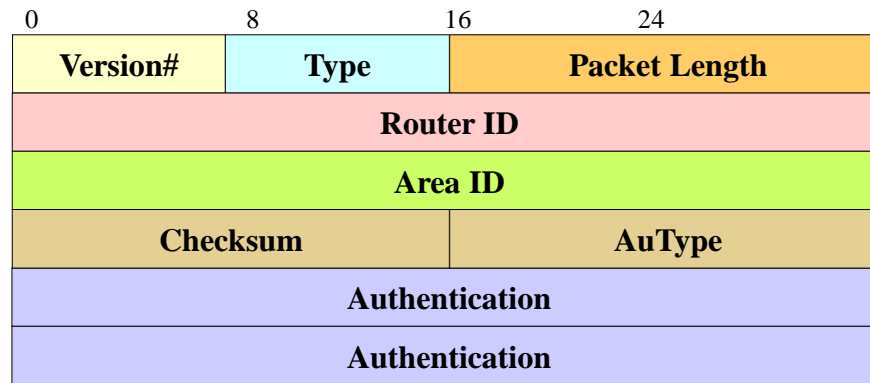 0 8 16 24
Version# Type Packet Length
Router ID
Area ID
Checksum AuType
Authentication
Authentication